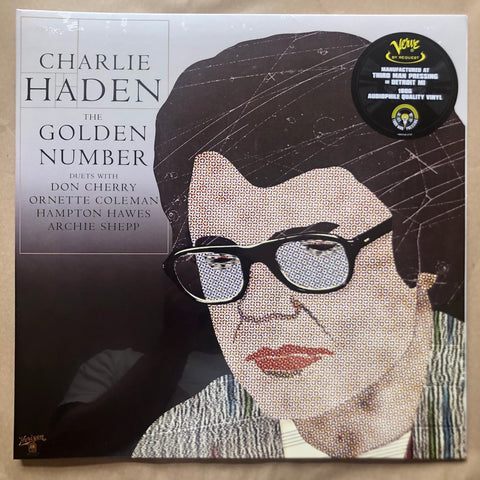 CHARLIE
HADEN
THE
GOLDEN
NUMBER
DUETS WITH
DON CHERRY
ORNETTE COLEMAN
HAMPTON HAWES
ARCHIE SHEPP
Verve
BY REQUEST
MANUFACTURED AT
THIRD MAN PRESSING
IN DETROIT MI
180G
AUDIOPHILE QUALITY VINYL